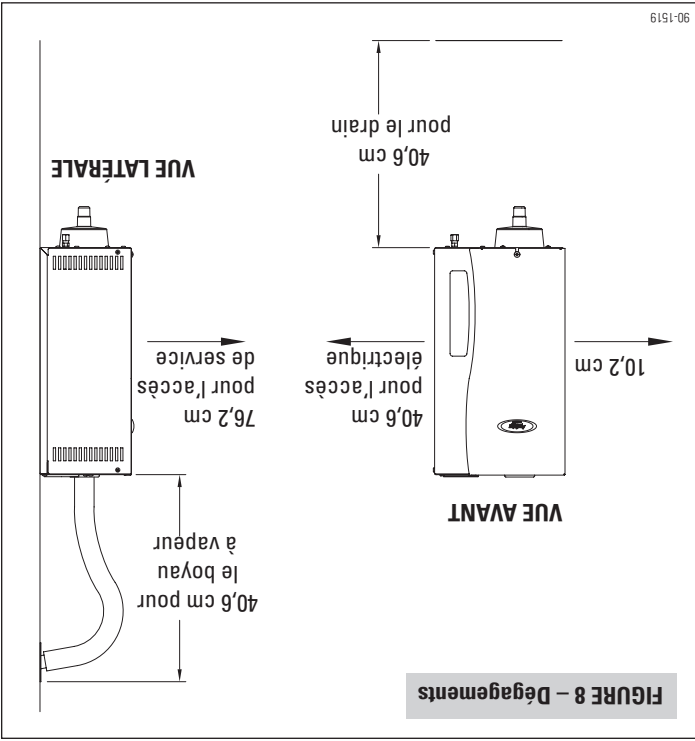 FIGURE 8 – Dégagements
40,6 cm pour
le boyau
à vapeur
VUE AVANT
10,2 cm
40,6 cm
pour l'accès
électrique
76,2 cm
pour l'accès
de service
VUE LATÉRALE
40,6 cm
pour le drain
90-1519